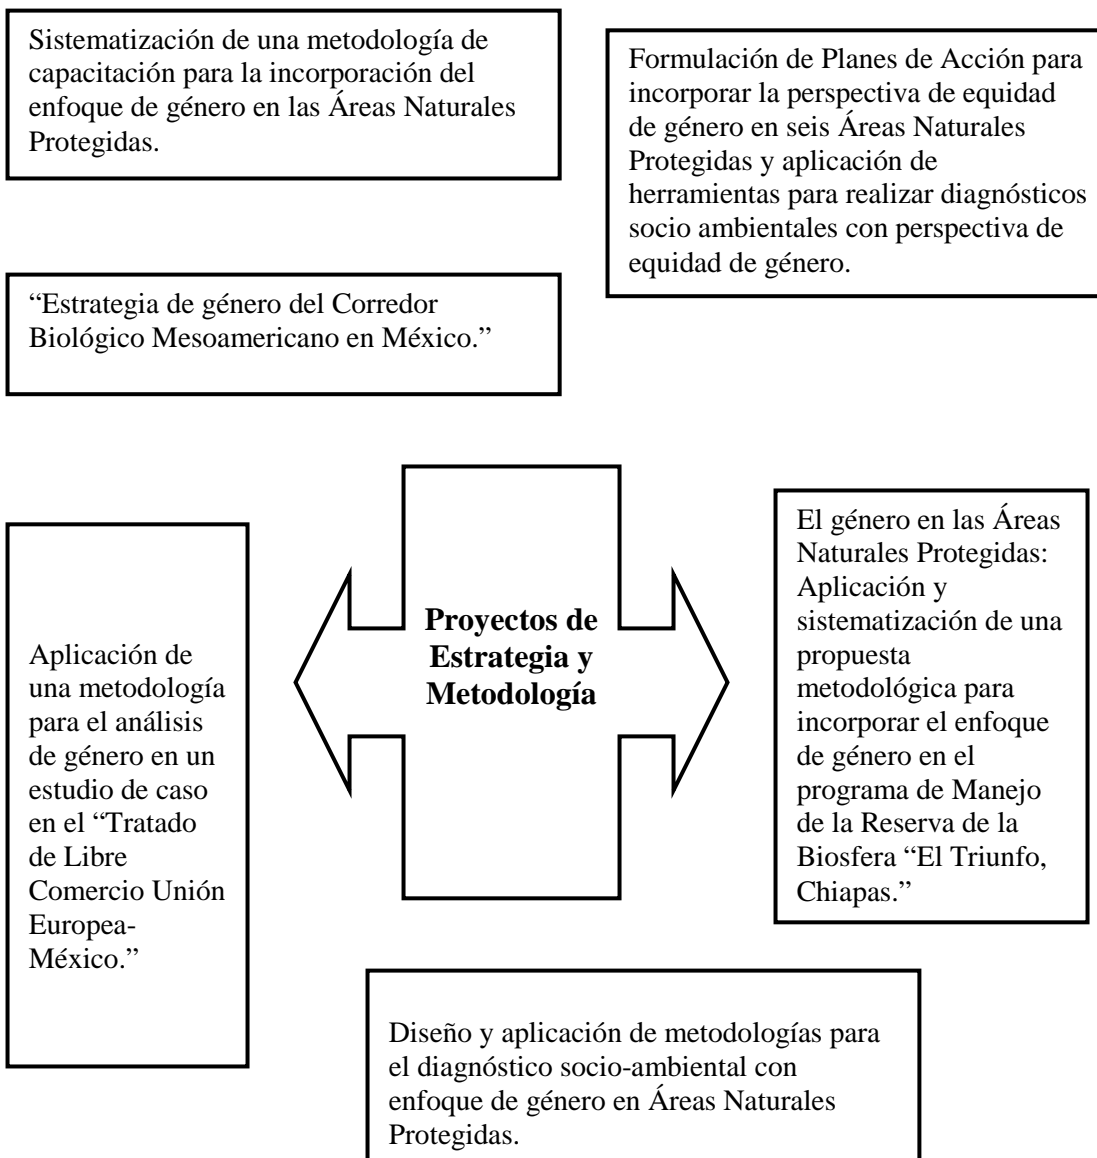 Sistematización de una metodología de
capacitación para la incorporación del
enfoque de género en las Áreas Naturales
Protegidas.
Formulación de Planes de Acción para
incorporar la perspectiva de equidad
de género en seis Áreas Naturales
Protegidas y aplicación de
herramientas para realizar diagnósticos
socio ambientales con perspectiva de
equidad de género.
“Estrategia de género del Corredor
Biológico Mesoamericano en México.”
Aplicación de
una metodología
para el análisis
de género en un
estudio de caso
en el “Tratado
de Libre
Comercio Unión
Europea-
México.”
Proyectos de
Estrategia y
Metodología
El género en las Áreas
Naturales Protegidas:
Aplicación y
sistematización de una
propuesta
metodológica para
incorporar el enfoque
de género en el
programa de Manejo
de la Reserva de la
Biosfera “El Triunfo,
Chiapas.”
Diseño y aplicación de metodologías para
el diagnóstico socio-ambiental con
enfoque de género en Áreas Naturales
Protegidas.